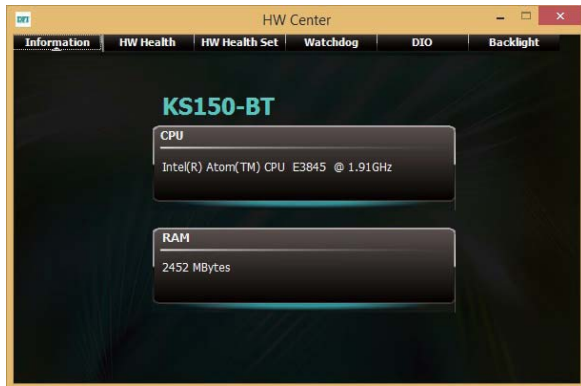 DFI
HW Center
Information HW Health HW Health Set Watchdog DIO Backlight
KS150-BT
CPU
Intel(R) Atom(TM) CPU E3845 @ 1.91GHz
RAM
2452 MBytes